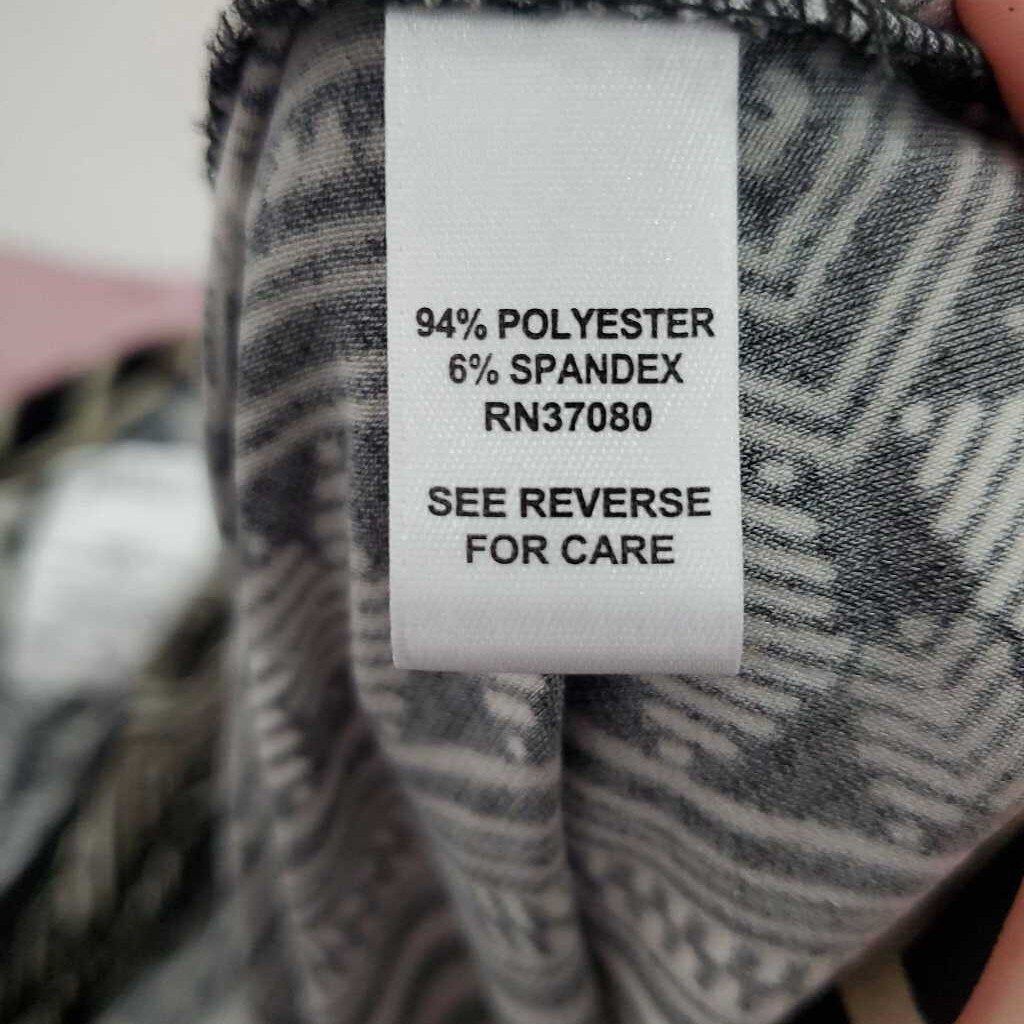 94% POLYESTER
6% SPANDEX
RN37080
SEE REVERSE
FOR CARE